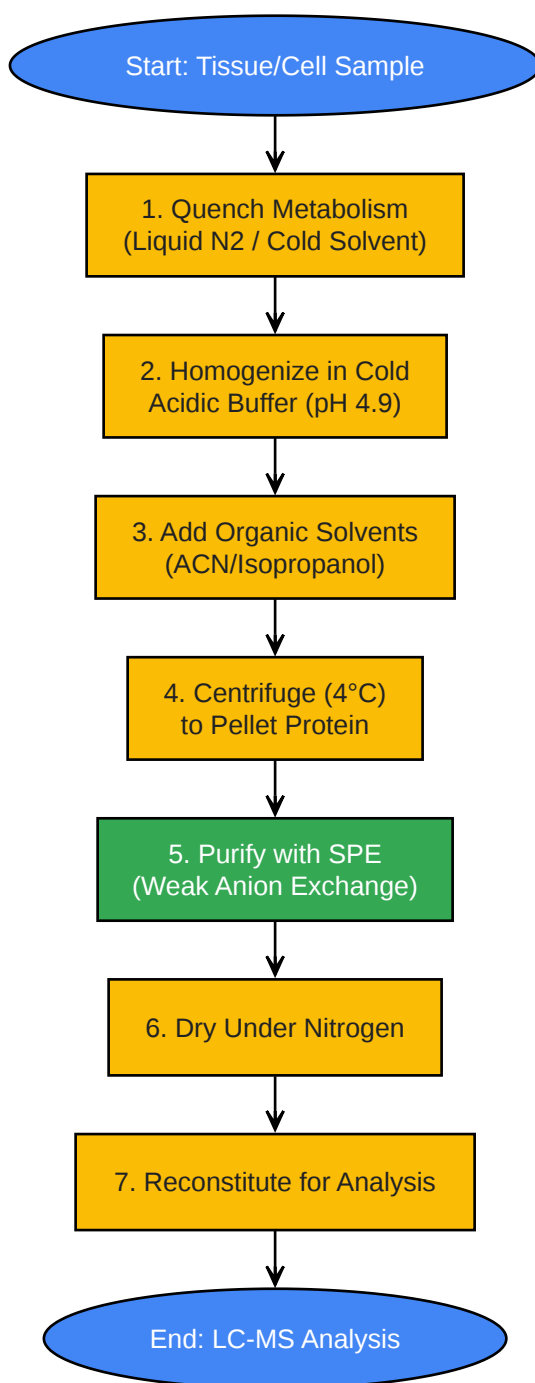 Start: Tissue/Cell Sample
1. Quench Metabolism
(Liquid N2 / Cold Solvent)
2. Homogenize in Cold
Acidic Buffer (pH 4.9)
3. Add Organic Solvents
(ACN/Isopropanol)
4. Centrifuge (4°C)
to Pellet Protein
5. Purify with SPE
(Weak Anion Exchange)
6. Dry Under Nitrogen
7. Reconstitute for Analysis
End: LC-MS Analysis